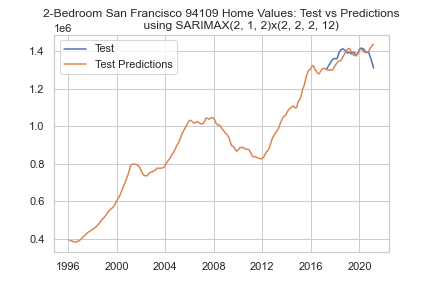 2-Bedroom San Francisco 94109 Home Values: Test vs Predictions
using SARIMAX(2, 1, 2)x(2, 2, 2, 12)
1e6
Test
Test Predictions
1.4
1.2
1.0
0.8
0.6
0.4
1996 2000 2004 2008 2012 2016 2020